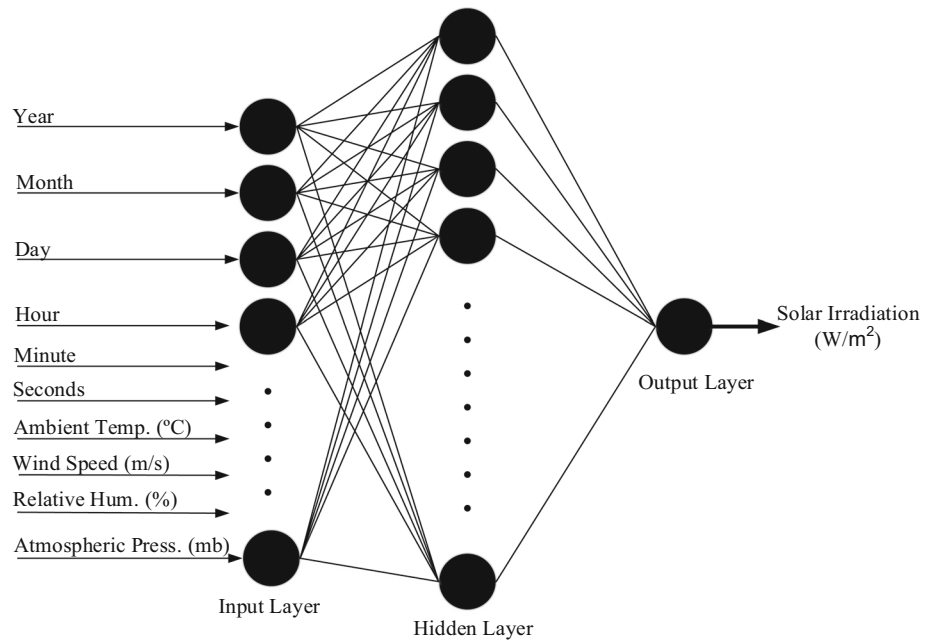 Year
Month
Day
Hour
Minute
Seconds
Ambient Temp. (ºC)
Wind Speed (m/s)
Relative Hum. (%)
Atmospheric Press. (mb)
Input Layer
Hidden Layer
Output Layer
Solar Irradiation
(W/m²)